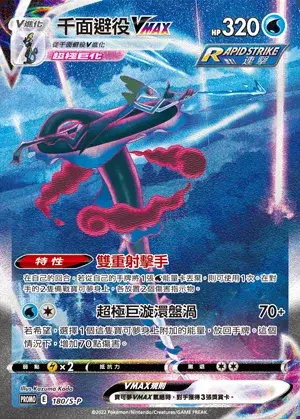 V進化
千面避役VMAX
HP 320
從千面避役V進化
超極巨化
RAPID STRIKE
連擊
特性 雙重射擊手
在自己的回合，若從自己的手牌將1張能量卡丟棄，則可使用1次。在對手的2隻備戰寶可夢身上，各放置2個傷害指示物。
超極巨漩渦盤渦 70+
若希望，選擇1個這隻寶可夢身上附加的能量，放回手牌。這個情況下，增加70點傷害。
弱點 ×2 抵抗力 撤退
Illus. Kazuma Koda
PROMO E 180/S-P
VMAX規則
寶可夢VMAX氣絕時，對手獲得3張獎賞卡。
©2022 Pokémon/Nintendo/Creatures/GAME FREAK